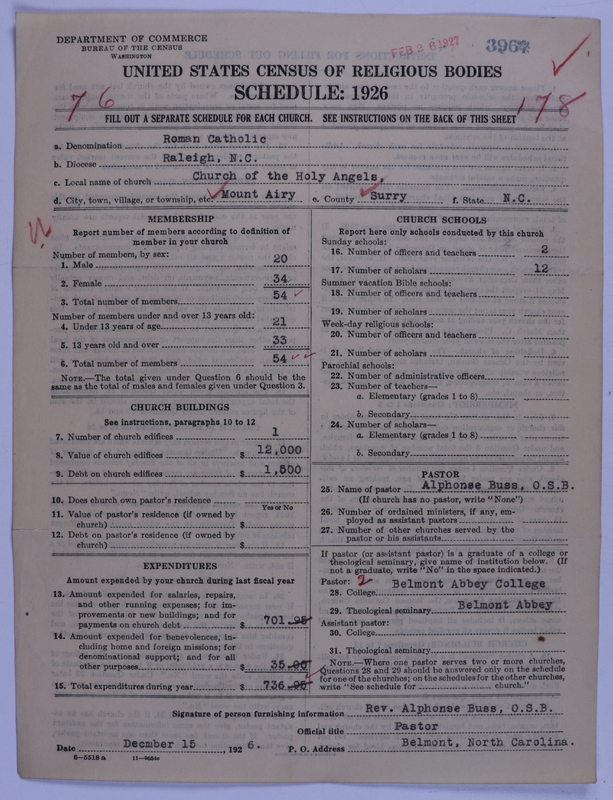 DEPARTMENT OF COMMERCE
BUREAU OF THE CENSUS
WASHINGTON
FEB 26 1927
3964
UNITED STATES CENSUS OF RELIGIOUS BODIES
SCHEDULE: 1926
76
178
FILL OUT A SEPARATE SCHEDULE FOR EACH CHURCH. SEE INSTRUCTIONS ON THE BACK OF THIS SHEET
a. Denomination Roman Catholic
b. Diocese Raleigh, N.C.
c. Local name of church Church of the Holy Angels,
d. City, town, village, or township, etc. Mount Airy e. County Surry f. State N.C.
MEMBERSHIP
Report number of members according to definition of
member in your church
Number of members, by sex:
1. Male 20
2. Female 34
3. Total number of members 54
Number of members under and over 13 years old:
4. Under 13 years of age 21
5. 13 years old and over 33
6. Total number of members 54
NOTE.—The total given under Question 6 should be the
same as the total of males and females given under Question 3.
CHURCH BUILDINGS
See instructions, paragraphs 10 to 12
7. Number of church edifices 1
8. Value of church edifices $ 12,000
9. Debt on church edifices $ 1,500
10. Does church own pastor's residence
Yes or No
11. Value of pastor's residence (if owned by
church) $
12. Debt on pastor's residence (if owned by
church) $
EXPENDITURES
Amount expended by your church during last fiscal year
13. Amount expended for salaries, repairs,
and other running expenses; for im-
provements or new buildings; and for
payments on church debt $ 701.95
14. Amount expended for benevolences, in-
cluding home and foreign missions; for
denominational support; and for all
other purposes $ 35.00
15. Total expenditures during year $ 736.95
CHURCH SCHOOLS
Report here only schools conducted by this church
Sunday schools:
16. Number of officers and teachers 2
17. Number of scholars 12
Summer vacation Bible schools:
18. Number of officers and teachers
19. Number of scholars
Week-day religious schools:
20. Number of officers and teachers
21. Number of scholars
Parochial schools:
22. Number of administrative officers
23. Number of teachers—
a. Elementary (grades 1 to 8)
b. Secondary
24. Number of scholars—
a. Elementary (grades 1 to 8)
b. Secondary
PASTOR
25. Name of pastor Alphonse Buss, O.S.B.
(If church has no pastor, write "None")
26. Number of ordained ministers, if any, em-
ployed as assistant pastors
27. Number of other churches served by the
pastor or his assistants
If pastor (or assistant pastor) is a graduate of a college or
theological seminary, give name of institution below. (If
not a graduate, write "No" in the space indicated.)
Pastor: 2
28. College Belmont Abbey College
29. Theological seminary Belmont Abbey
Assistant pastor:
30. College
31. Theological seminary
NOTE.—Where one pastor serves two or more churches,
Questions 28 and 29 should be answered only on the schedule
for one of the churches; on the schedules for the other churches,
write "See schedule for church."
Signature of person furnishing information Rev. Alphonse Buss, O.S.B.
Official title Pastor
Date Decmber 15, 1926. P. O. Address Belmont, North Carolina.
6—5518a 11—9034s